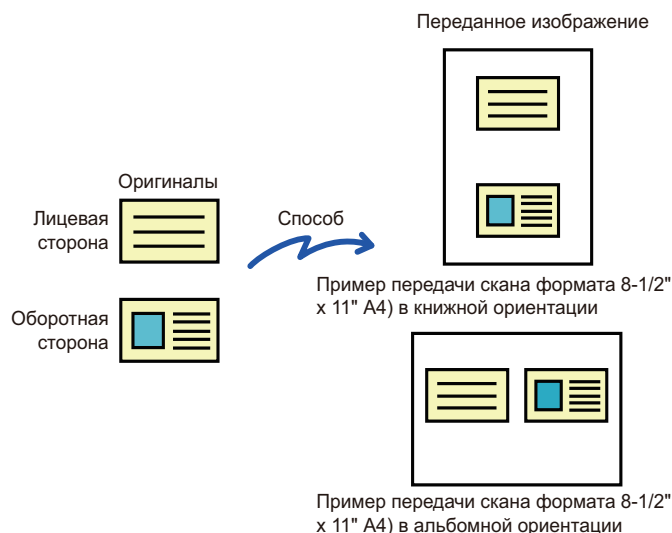 Переданное изображение
Оригиналы
Лицевая
сторона
Способ
Оборотная
сторона
Пример передачи скана формата 8-1/2"
x 11" A4) в книжной ориентации
Пример передачи скана формата 8-1/2"
x 11" A4) в альбомной ориентации